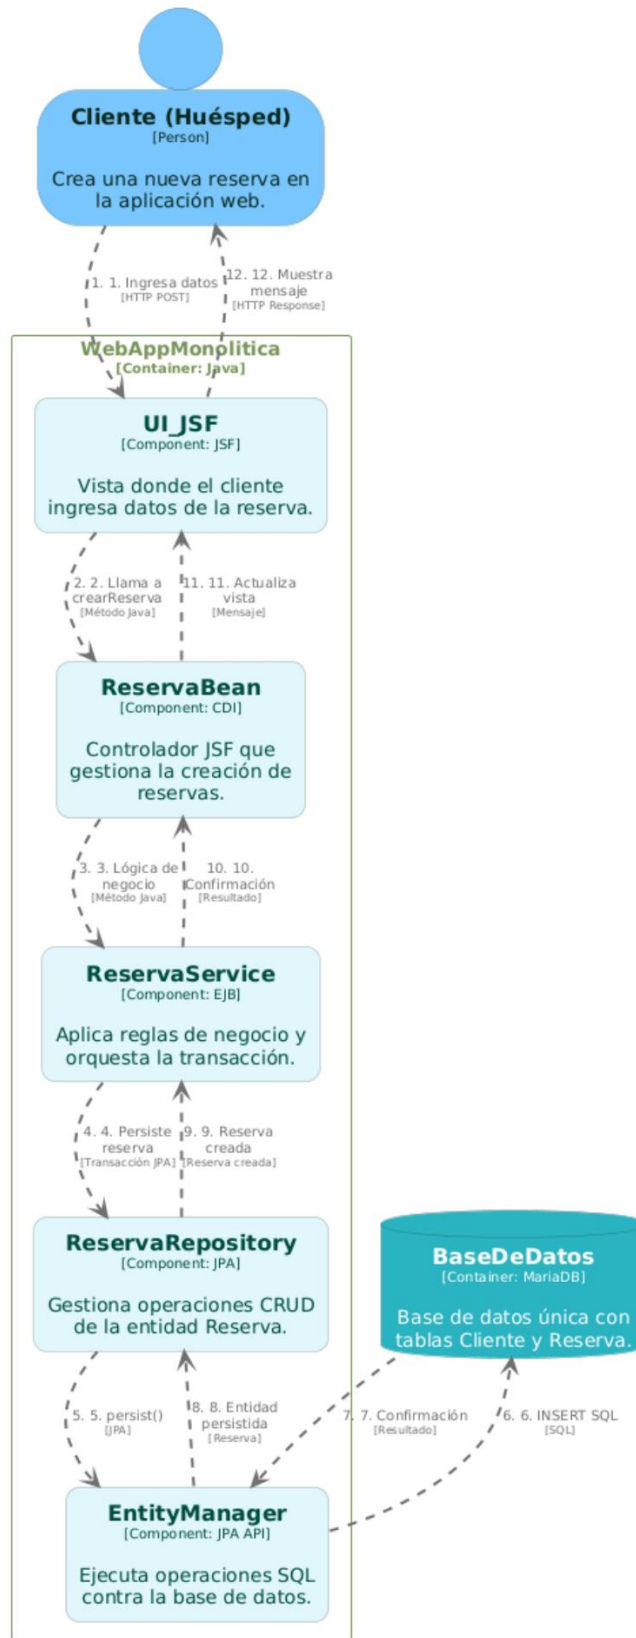 Cliente (Huésped)
[Person]
Crea una nueva reserva en
la aplicación web.
1. 1. Ingresa datos
[HTTP POST]
12. 12. Muestra
mensaje
[HTTP Response]
WebAppMonolitica
[Container: Java]
UI_JSF
[Component: JSF]
Vista donde el cliente
ingresa datos de la reserva.
2. 2. Llama a
crearReserva
[Método Java]
11. 11. Actualiza
vista
[Mensaje]
ReservaBean
[Component: CDI]
Controlador JSF que
gestiona la creación de
reservas.
3. 3. Lógica de
negocio
[Método Java]
10. 10.
Confirmación
[Resultado]
ReservaService
[Component: EJB]
Aplica reglas de negocio y
orquesta la transacción.
4. 4. Persiste
reserva
[Transacción JPA]
9. 9. Reserva
creada
[Reserva creada]
ReservaRepository
[Component: JPA]
Gestiona operaciones CRUD
de la entidad Reserva.
BaseDeDatos
[Container: MariaDB]
Base de datos única con
tablas Cliente y Reserva.
5. 5. persist()
[JPA]
8. 8. Entidad
persistida
[Reserva]
7. 7. Confirmación
[Resultado]
6. 6. INSERT SQL
[SQL]
EntityManager
[Component: JPA API]
Ejecuta operaciones SQL
contra la base de datos.